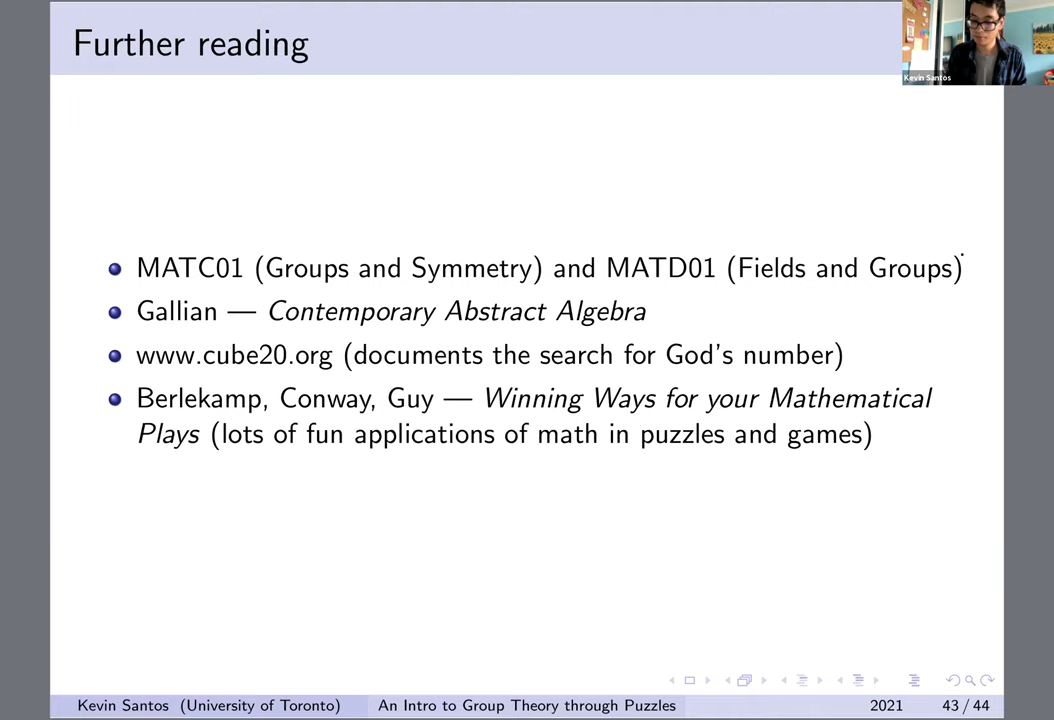 Further reading
Kevin Santos
MATC01 (Groups and Symmetry) and MATD01 (Fields and Groups)
Gallian — Contemporary Abstract Algebra
www.cube20.org (documents the search for God's number)
Berlekamp, Conway, Guy — Winning Ways for your Mathematical
Plays (lots of fun applications of math in puzzles and games)
Kevin Santos (University of Toronto) An Intro to Group Theory through Puzzles 2021 43 / 44